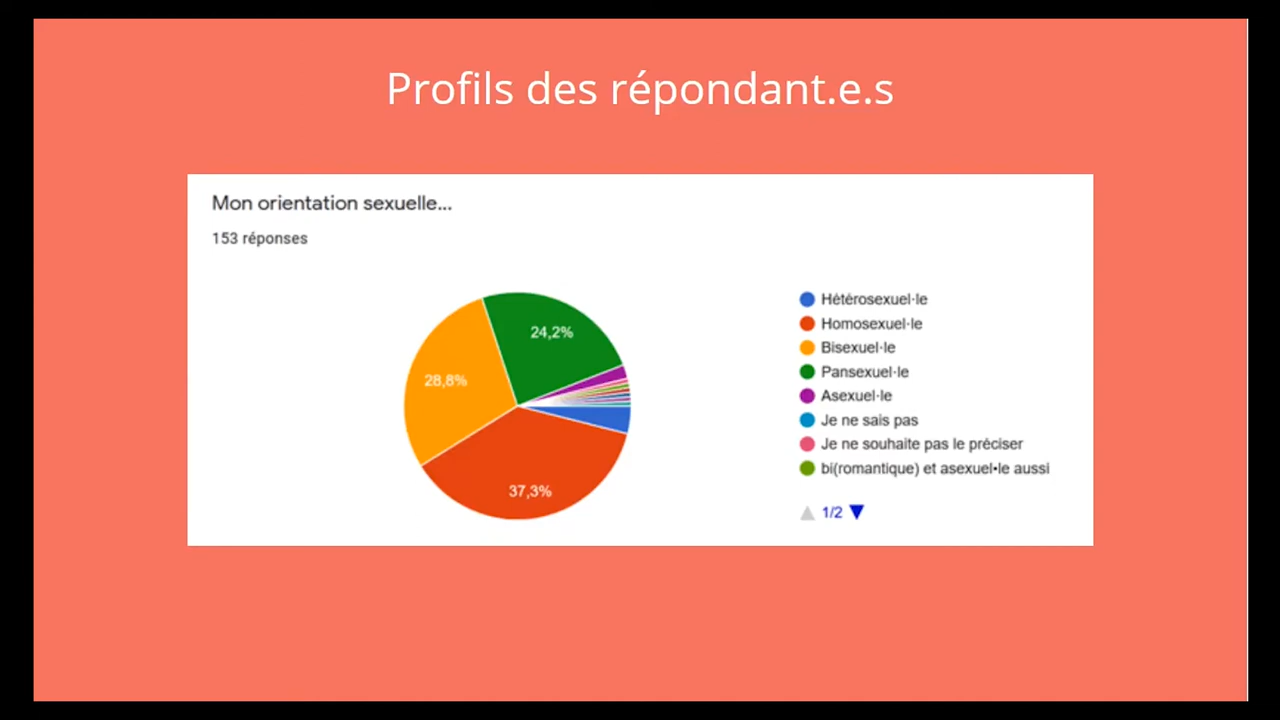 Profils des répondant.e.s
Mon orientation sexuelle...
153 réponses
24,2%
28,8%
37,3%
Hétérosexuel·le
Homosexuel·le
Bisexuel·le
Pansexuel·le
Asexuel·le
Je ne sais pas
Je ne souhaite pas le préciser
bi(romantique) et asexuel•le aussi
1/2